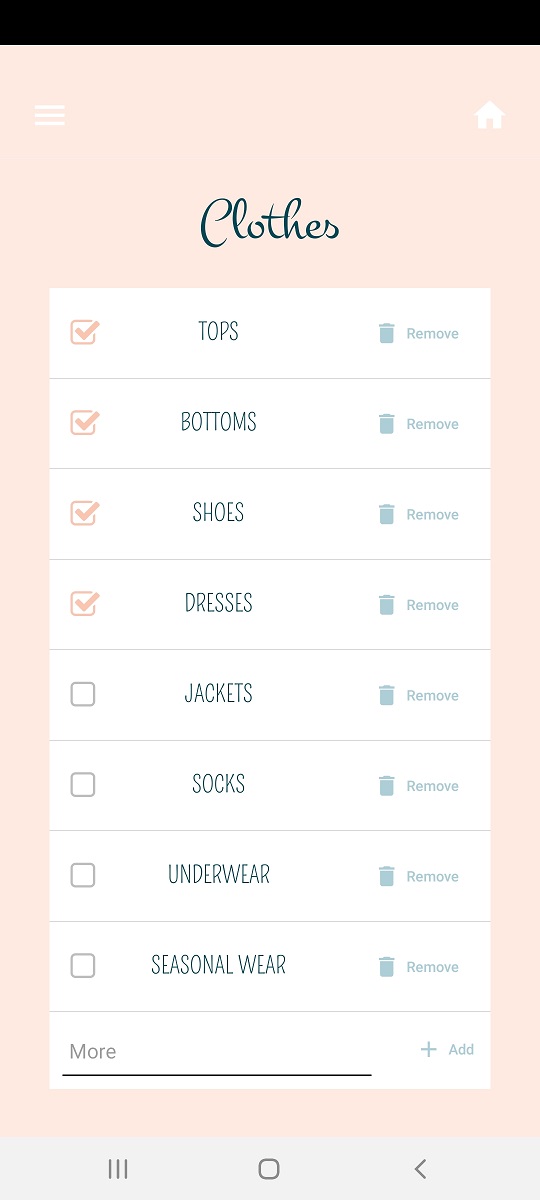 Clothes
TOPS Remove
BOTTOMS Remove
SHOES Remove
DRESSES Remove
JACKETS Remove
SOCKS Remove
UNDERWEAR Remove
SEASONAL WEAR Remove
More Add